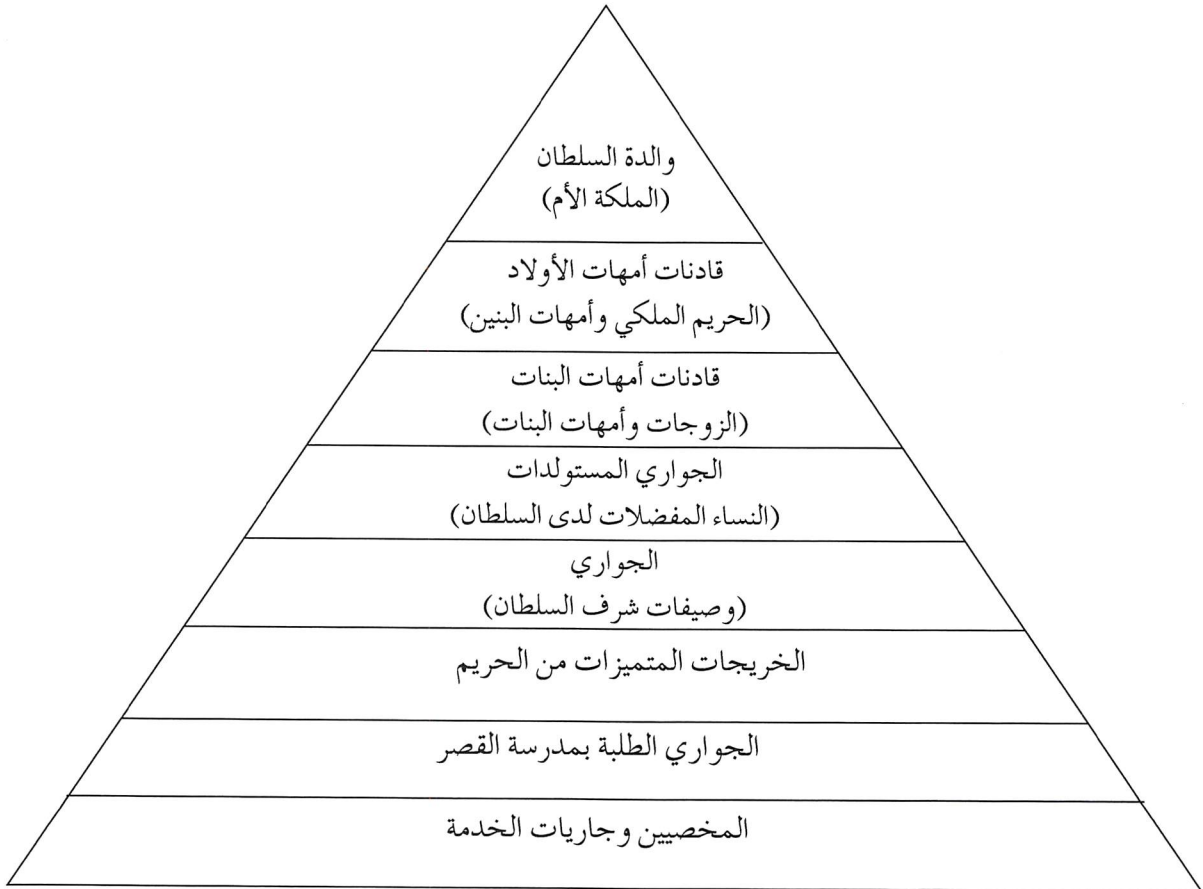 والدة السلطان
(الملكة الأم)
قادنات أمهات الأولاد
(الحريم الملكي وأمهات البنين)
قادنات أمهات البنات
(الزوجات وأمهات البنات)
الجواري المستولدات
(النساء المفضلات لدى السلطان)
الجواري
(وصيفات شرف السلطان)
الخريجات المتميزات من الحريم
الجواري الطلبة بمدرسة القصر
المخصيين وجاريات الخدمة